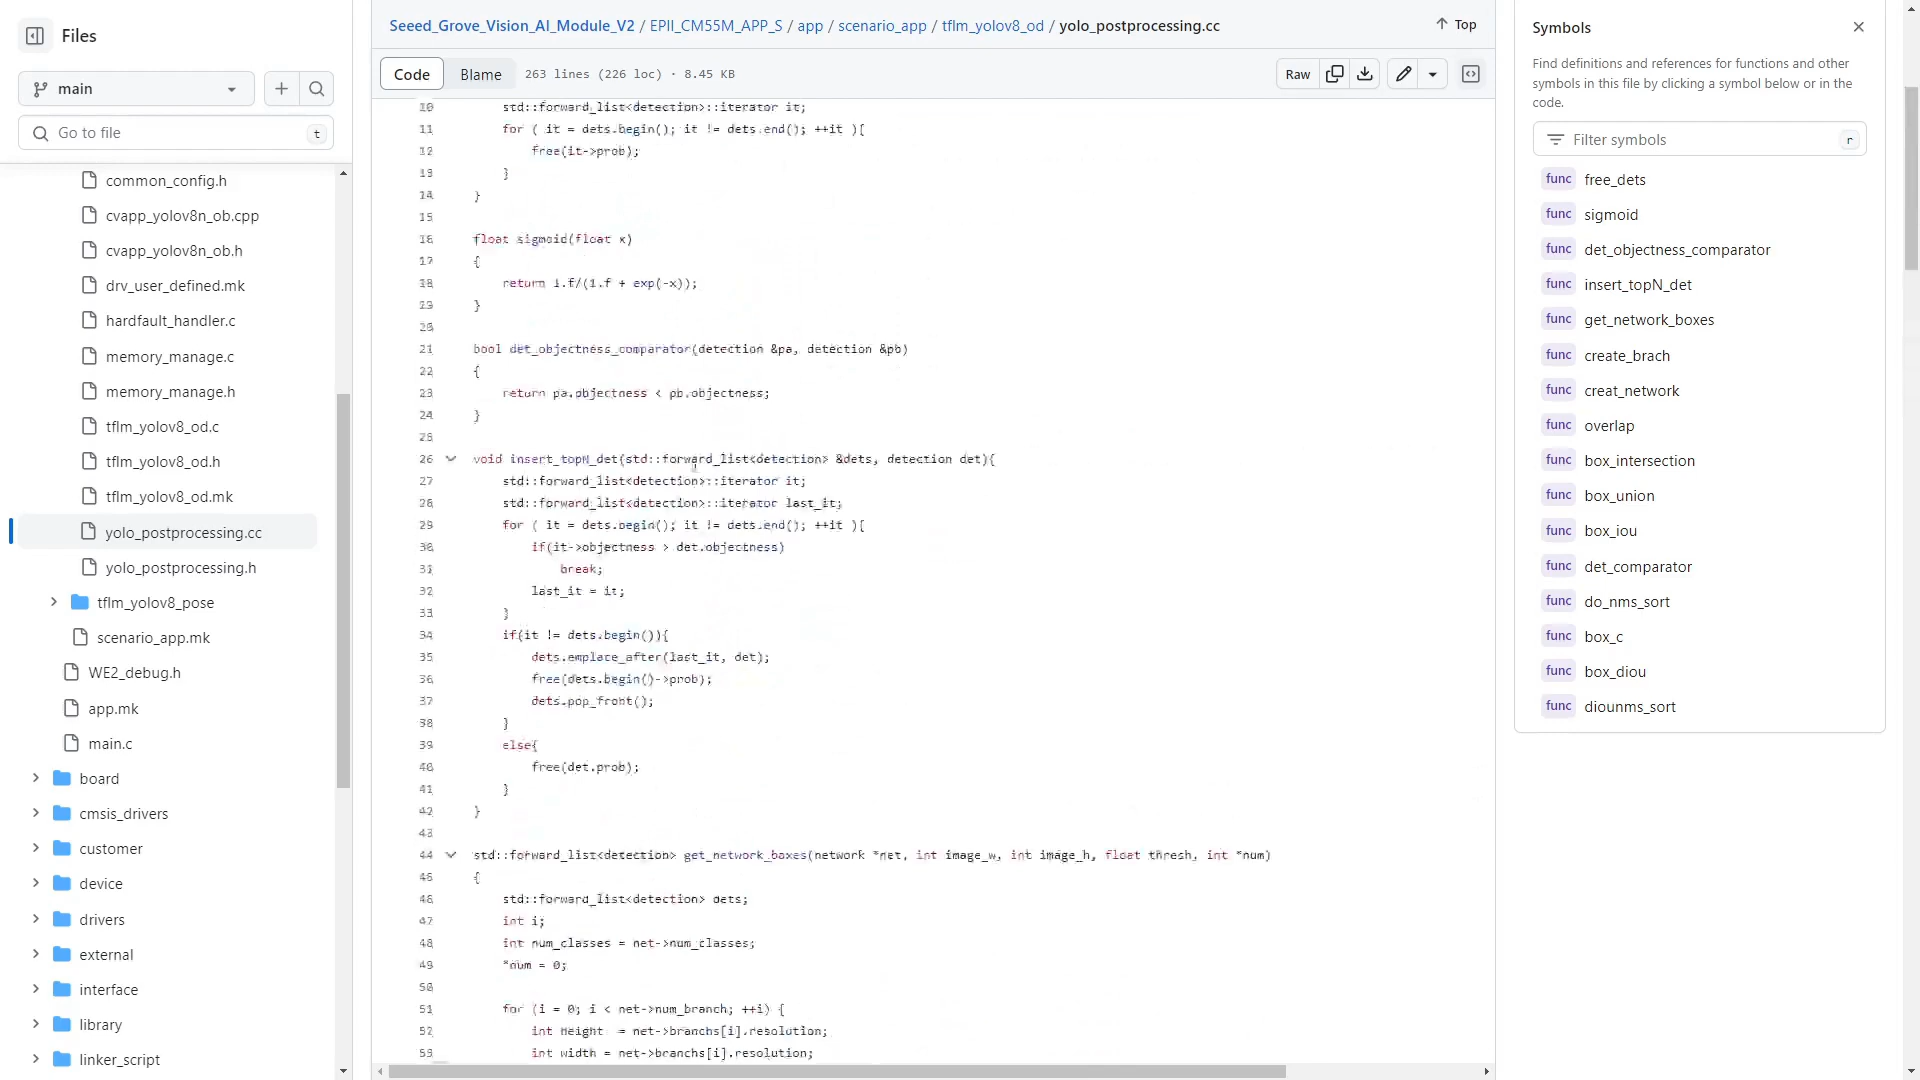 Files
main
Go to file
t
common_config.h
cvapp_yolov8n_ob.cpp
cvapp_yolov8n_ob.h
drv_user_defined.mk
hardfault_handler.c
memory_manage.c
memory_manage.h
tflm_yolov8_od.c
tflm_yolov8_od.h
tflm_yolov8_od.mk
yolo_postprocessing.cc
yolo_postprocessing.h
tflm_yolov8_pose
scenario_app.mk
WE2_debug.h
app.mk
main.c
board
cmsis_drivers
customer
device
drivers
external
interface
library
linker_script
Seeed_Grove_Vision_AI_Module_V2 / EPII_CM55M_APP_S / app / scenario_app / tflm_yolov8_od / yolo_postprocessing.cc
Top
Code
Blame
263 lines (226 loc) · 8.45 KB
Raw
10 std::forward_list<detection>::iterator it;
11 for ( it = dets.begin(); it != dets.end(); ++it ){
12 free(it->prob);
13 }
14 }
15
16 float sigmoid(float x)
17 {
18 return 1.f/(1.f + exp(-x));
19 }
20
21 bool det_objectness_comparator(detection &pa, detection &pb)
22 {
23 return pa.objectness < pb.objectness;
24 }
25
26 void insert_topN_det(std::forward_list<detection> &dets, detection det){
27 std::forward_list<detection>::iterator it;
28 std::forward_list<detection>::iterator last_it;
29 for ( it = dets.begin(); it != dets.end(); ++it ){
30 if(it->objectness > det.objectness)
31 break;
32 last_it = it;
33 }
34 if(it != dets.begin()){
35 dets.emplace_after(last_it, det);
36 free(dets.begin()->prob);
37 dets.pop_front();
38 }
39 else{
40 free(det.prob);
41 }
42 }
43
44 std::forward_list<detection> get_network_boxes(network *net, int image_w, int image_h, float thresh, int *num)
45 {
46 std::forward_list<detection> dets;
47 int i;
48 int num_classes = net->num_classes;
49 *num = 0;
50
51 for (i = 0; i < net->num_branch; ++i) {
52 int height = net->branchs[i].resolution;
53 int width = net->branchs[i].resolution;
Symbols
Find definitions and references for functions and other
symbols in this file by clicking a symbol below or in the
code.
Filter symbols
r
func free_dets
func sigmoid
func det_objectness_comparator
func insert_topN_det
func get_network_boxes
func create_brach
func creat_network
func overlap
func box_intersection
func box_union
func box_iou
func det_comparator
func do_nms_sort
func box_c
func box_diou
func diounms_sort